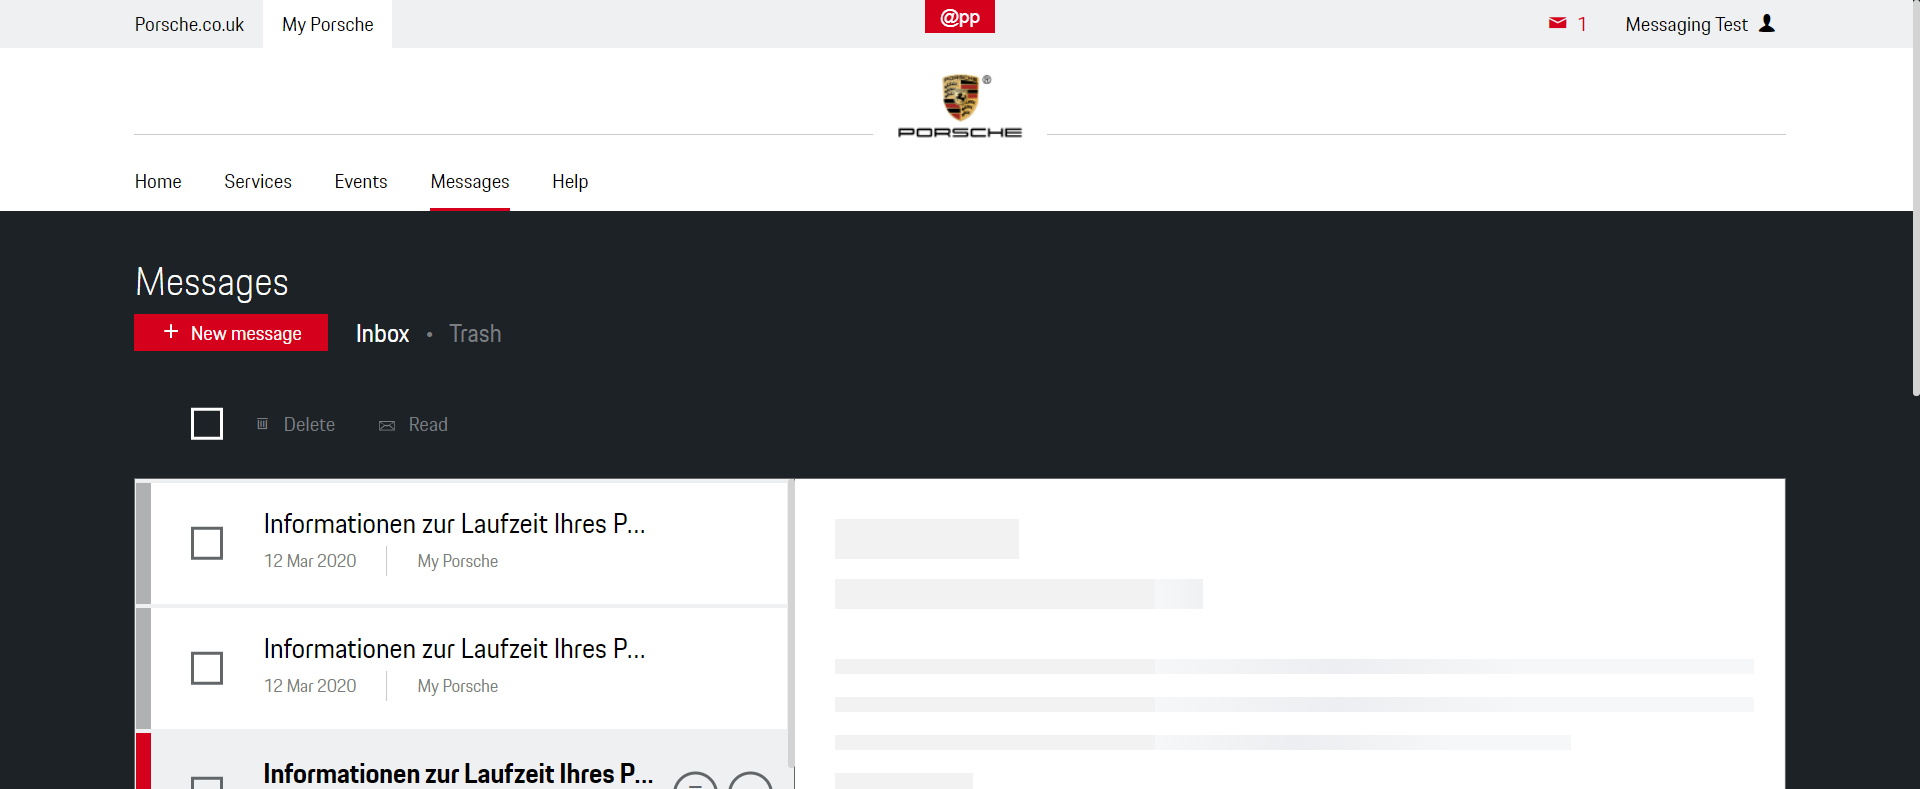 Porsche.co.uk My Porsche @pp 1 Messaging Test
PORSCHE ®
PORSCHE
Home Services Events Messages Help
Messages
+ New message Inbox • Trash
Delete Read
Informationen zur Laufzeit Ihres P...
12 Mar 2020 My Porsche
Informationen zur Laufzeit Ihres P...
12 Mar 2020 My Porsche
Informationen zur Laufzeit Ihres P...